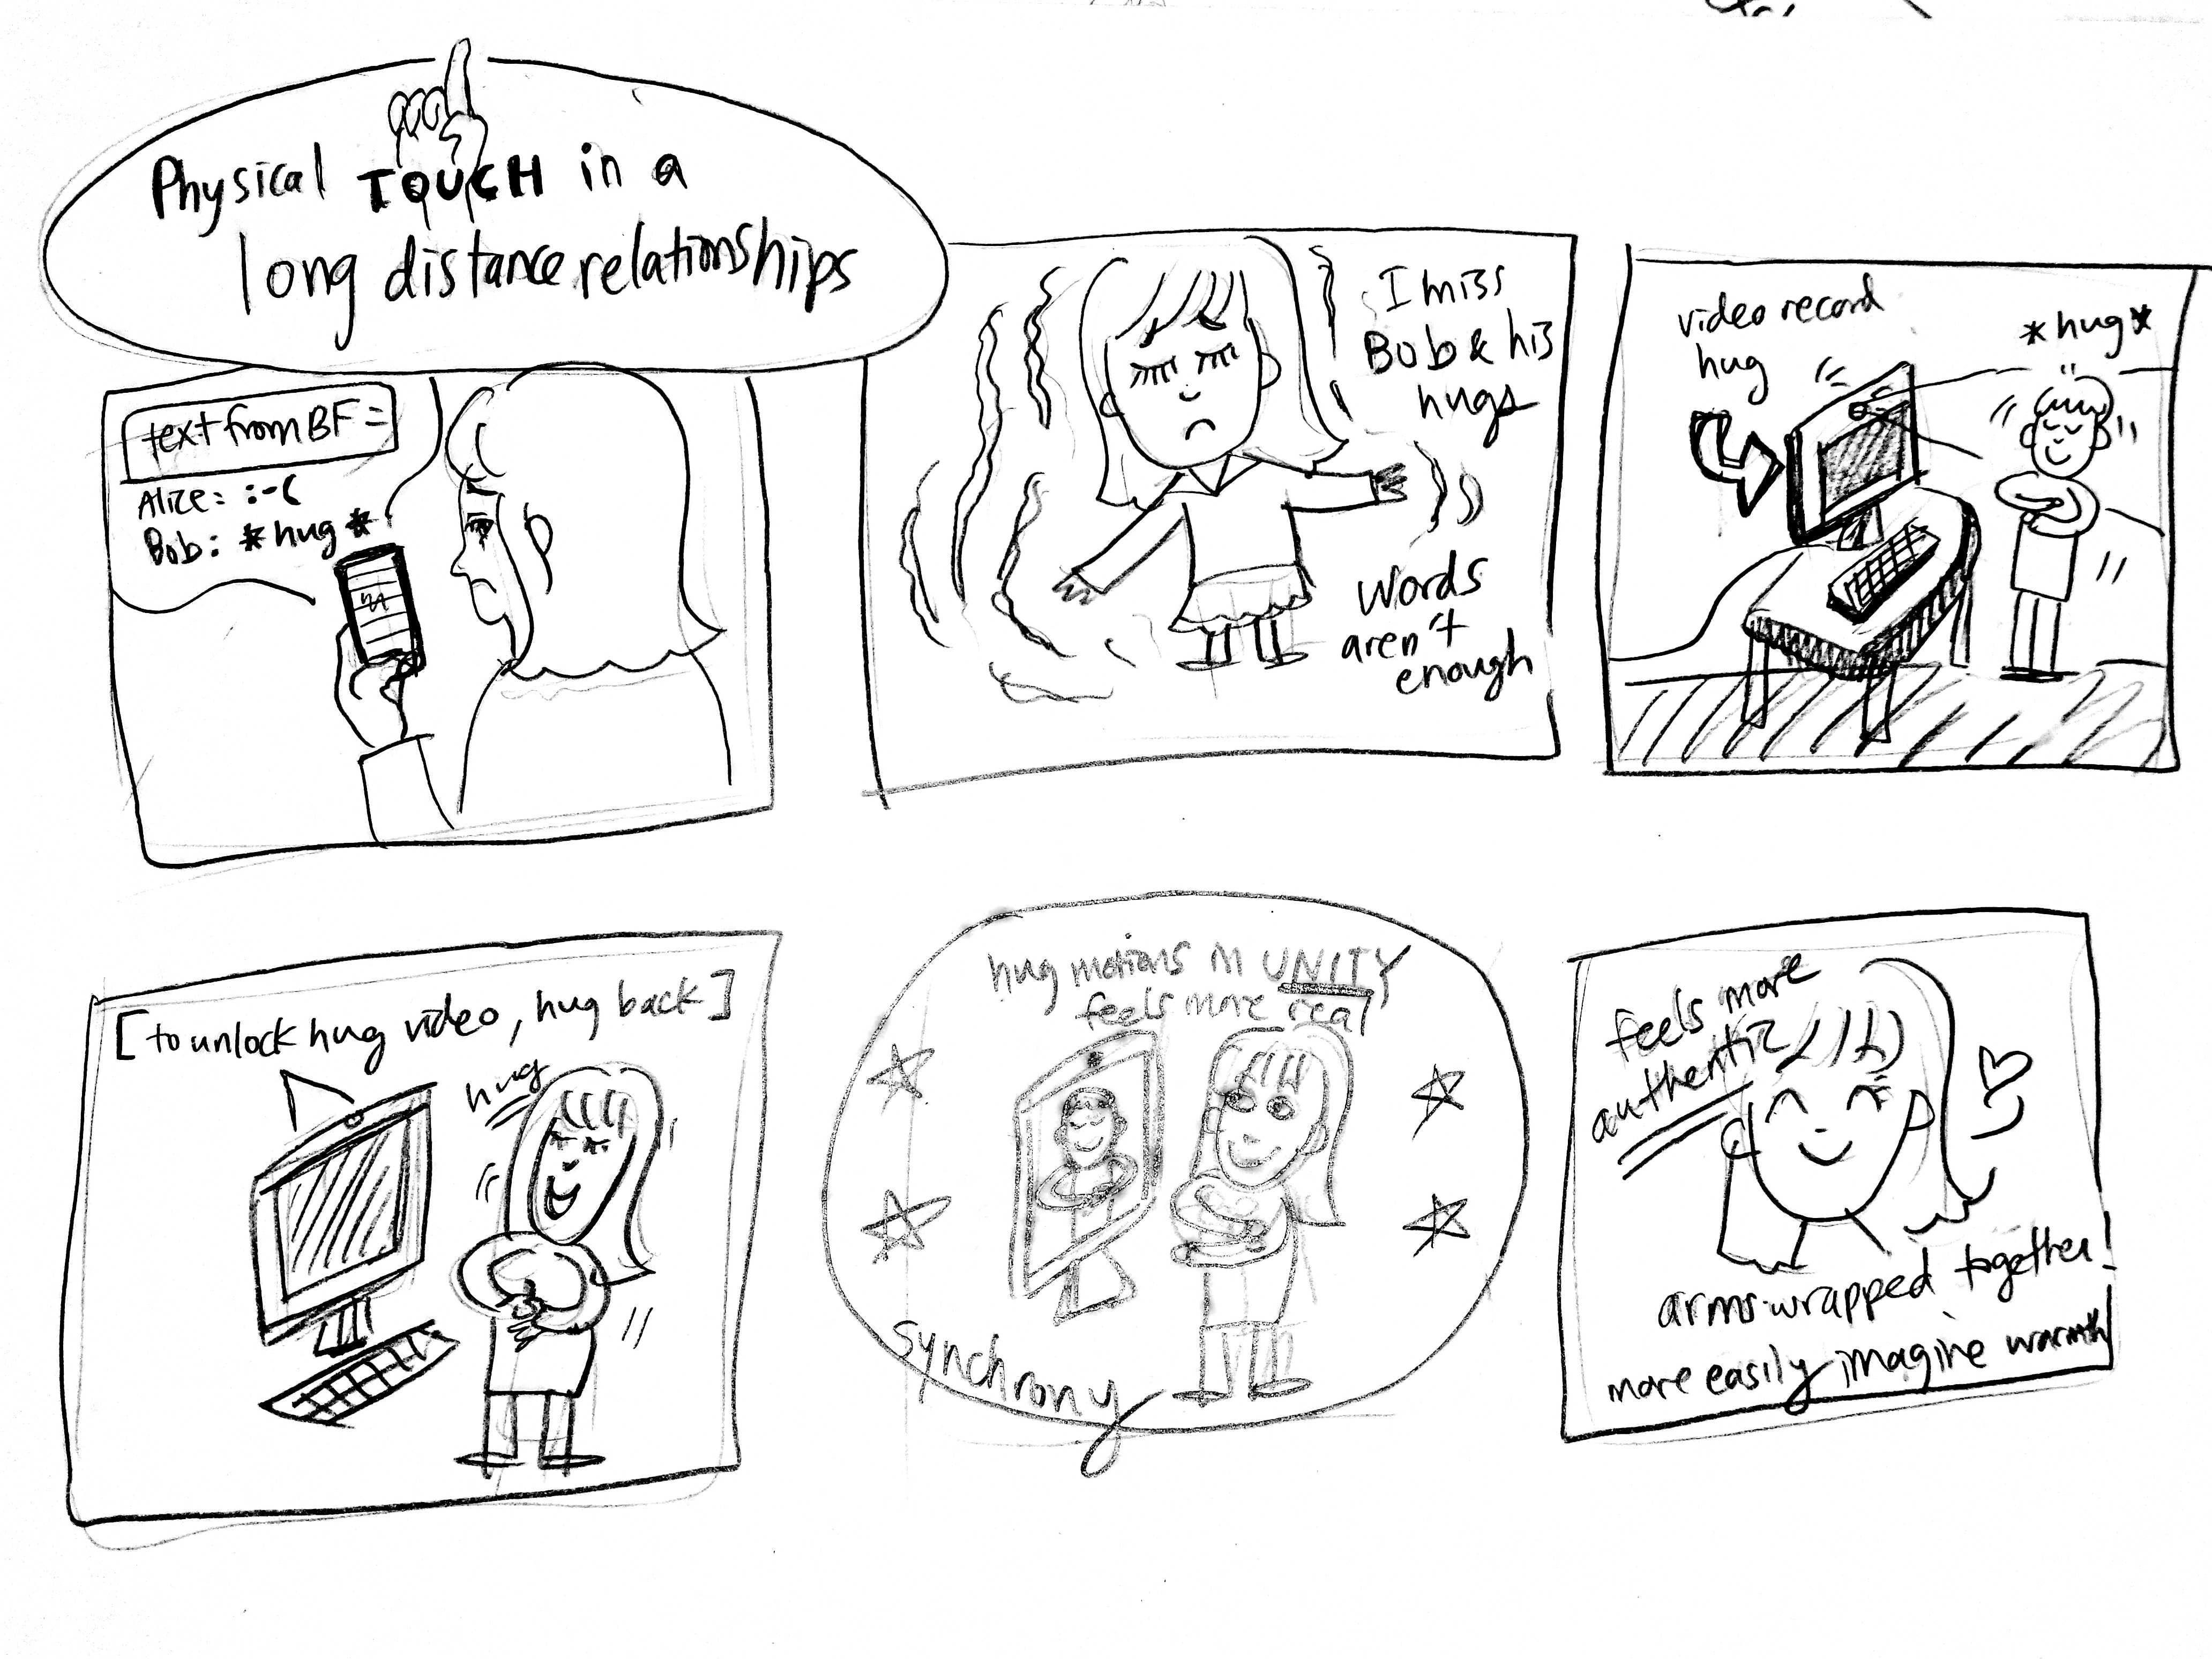 Physical TOUCH in a
long distance relationships
text from BF =
Alice: :-(
Bob: *hug*
I miss
Bob & his
hugs
words
aren't
enough
video record
hug
*hug*
[to unlock hug video, hug back]
hug
hug motions in UNITY
feels more real
synchrony
feels more
authentic
arms wrapped together!
more easily imagine warmth!